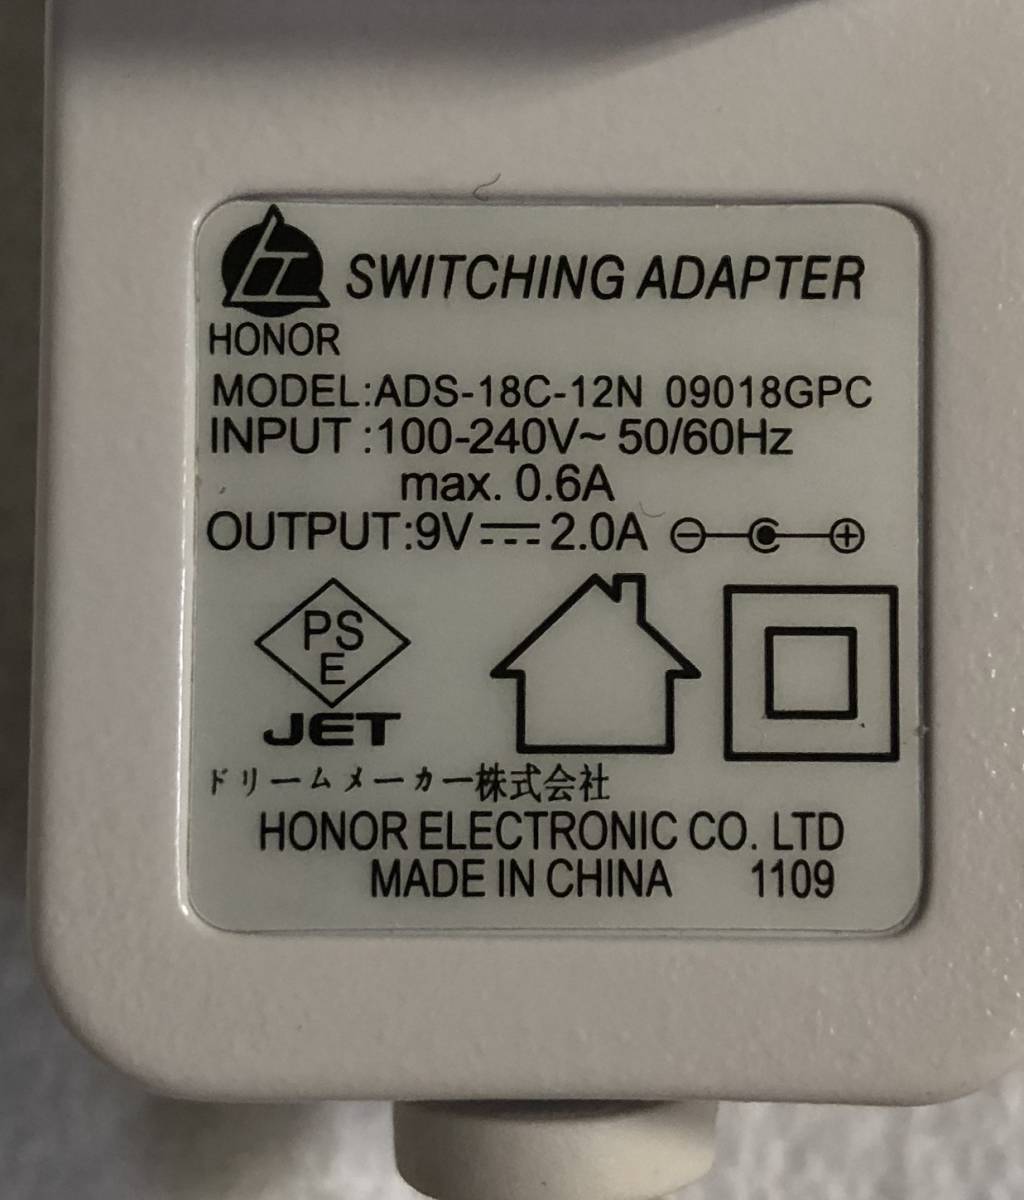 SWITCHING ADAPTER
HONOR
MODEL:ADS-18C-12N 09018GPC
INPUT :100-240V~ 50/60Hz
max. 0.6A
OUTPUT:9V⎓2.0A
PS
E
JET
ドリームメーカー株式会社
HONOR ELECTRONIC CO. LTD
MADE IN CHINA 1109